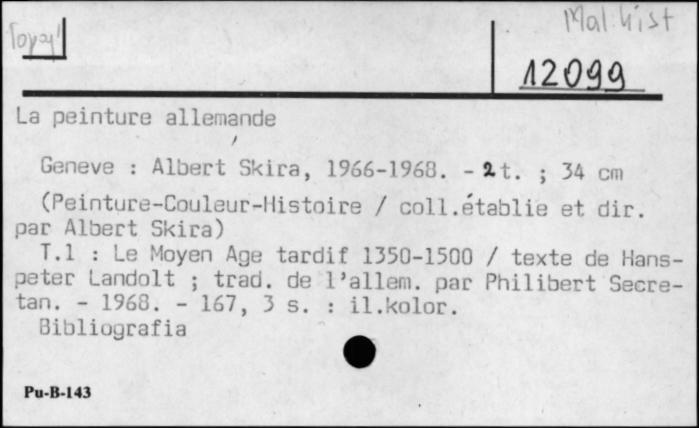 Mal. hist
12099
La peinture allemande
Geneve : Albert Skira, 1966-1968. - 2 t. ; 34 cm
(Peinture-Couleur-Histoire / coll.établie et dir.
par Albert Skira)
T.1 : Le Moyen Age tardif 1350-1500 / texte de Hans-
peter Landolt ; trad. de l'allem. par Philibert Secre-
tan. - 1968. - 167, 3 s. : il.kolor.
Bibliografia
Pu-B-143